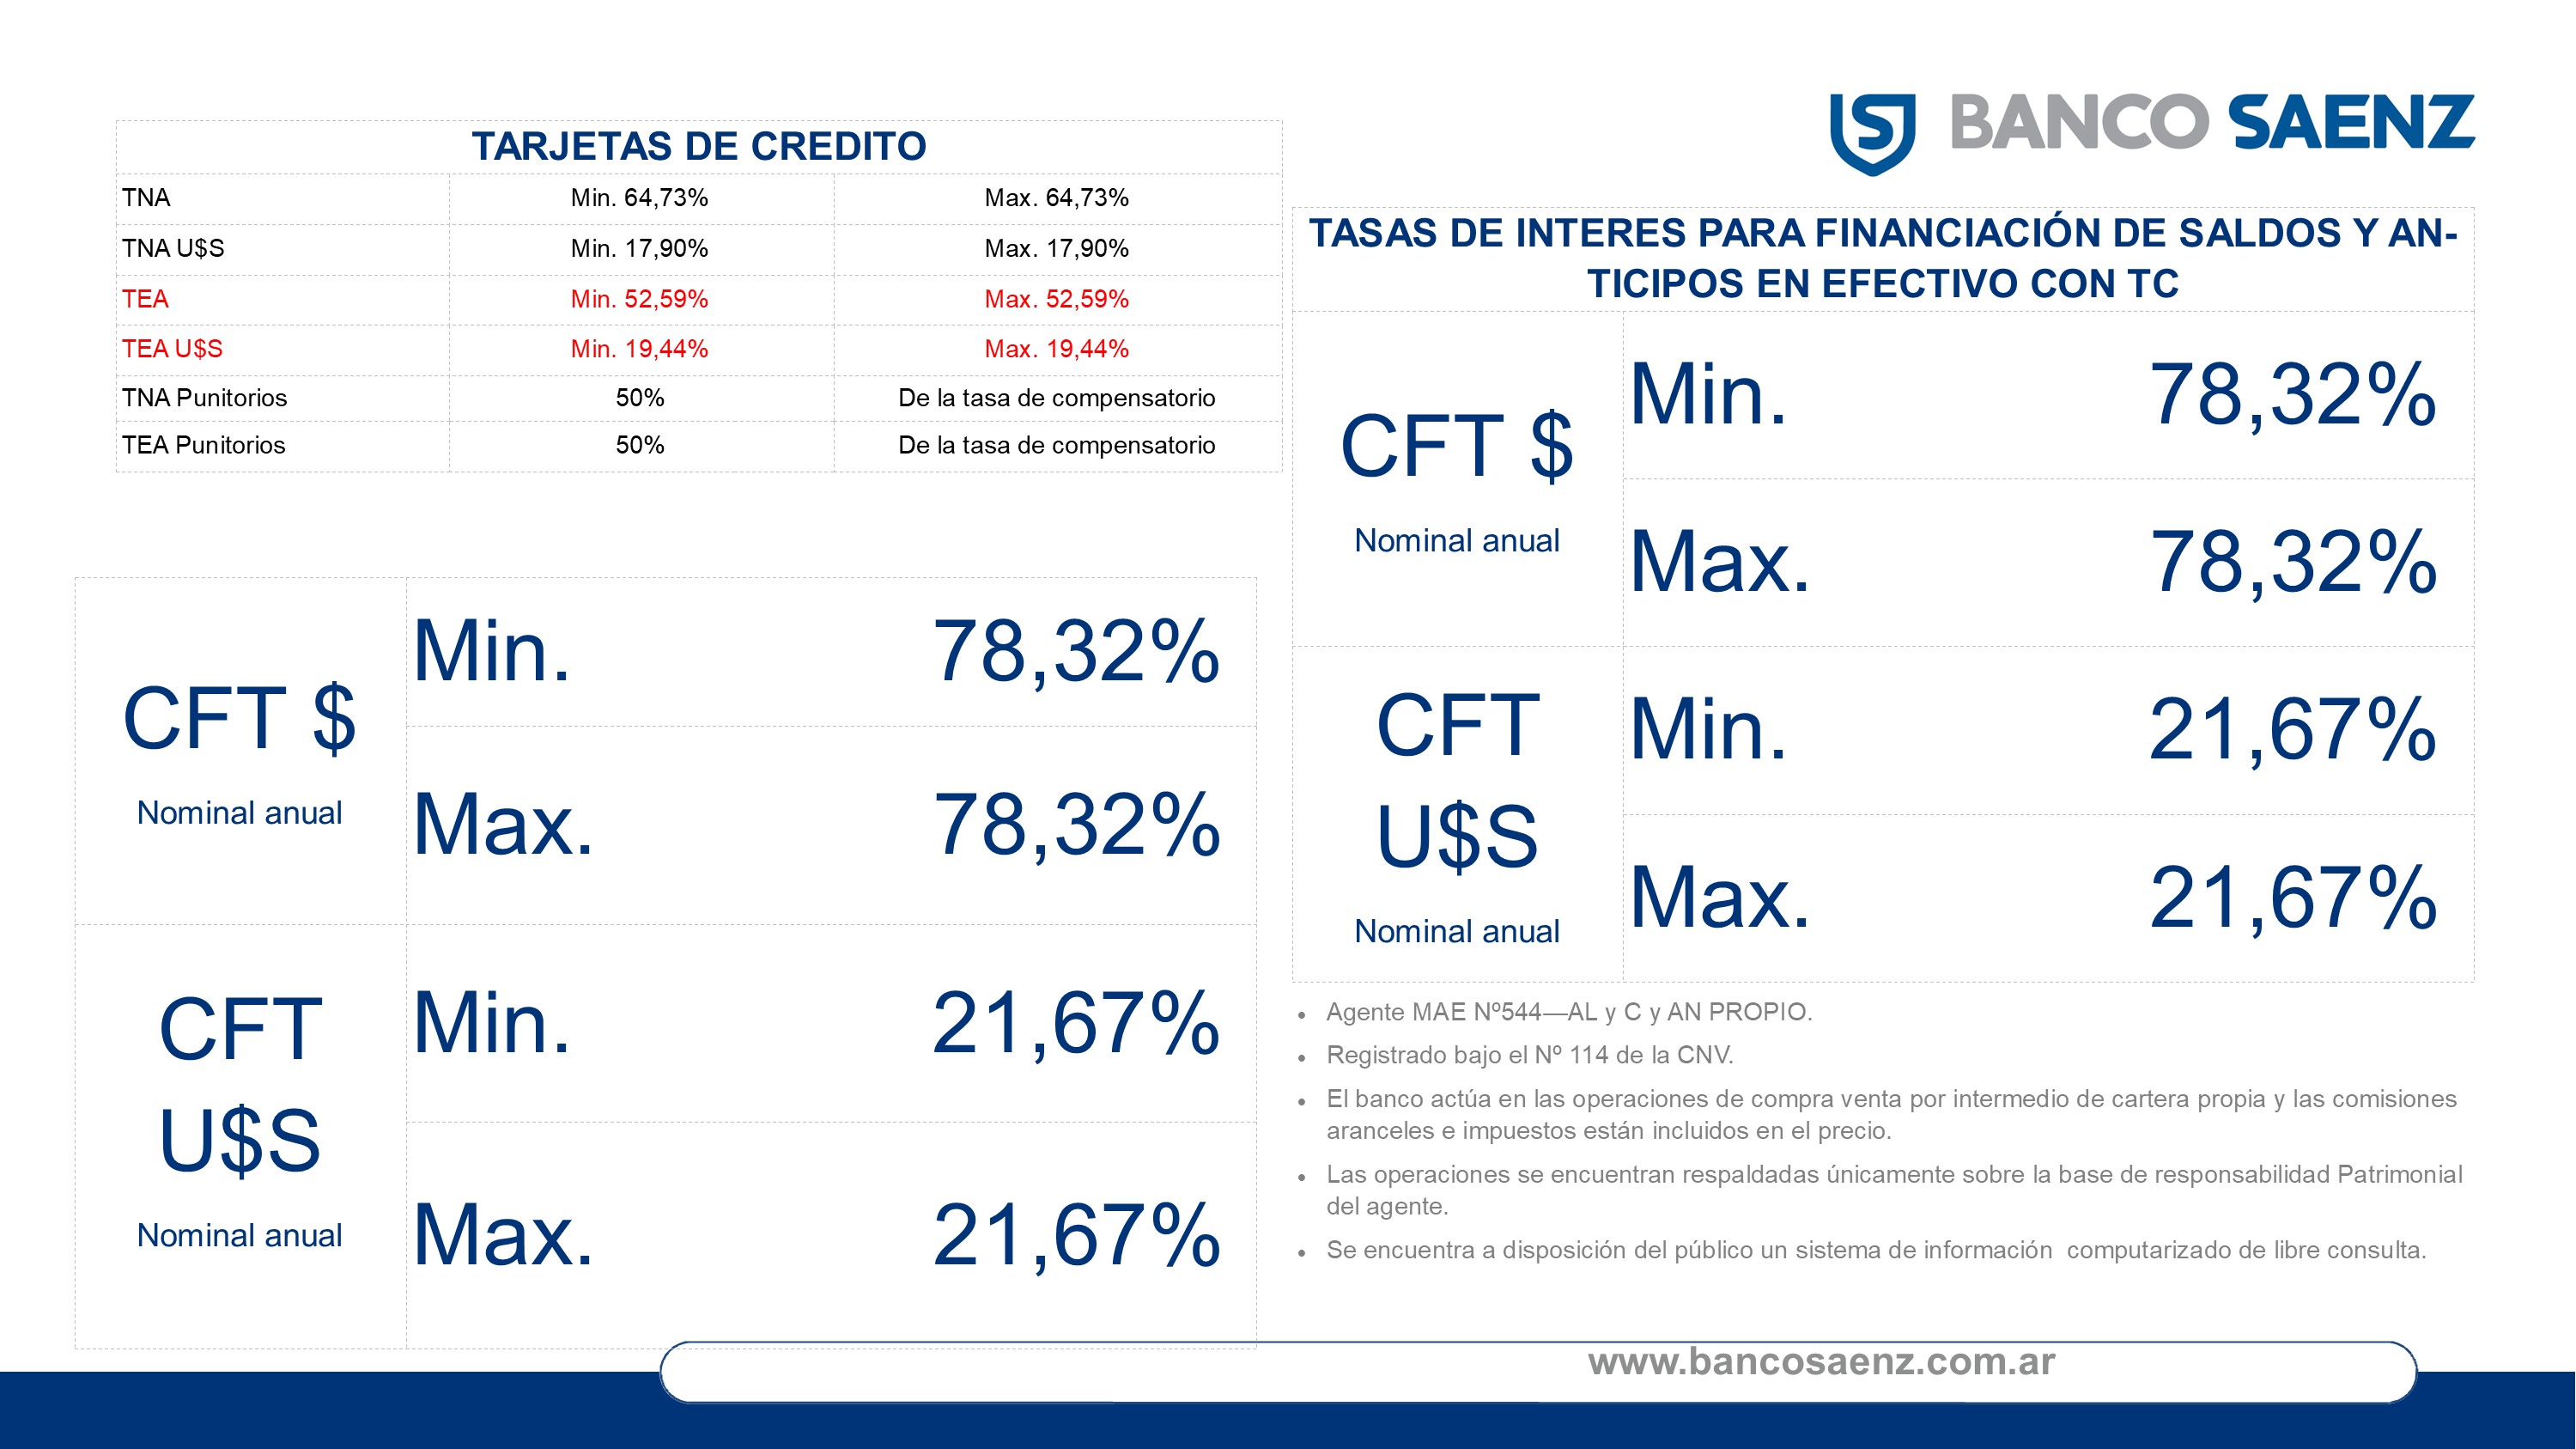 TARJETAS DE CREDITO
TNA Min. 64,73% Max. 64,73%
TNA U$S Min. 17,90% Max. 17,90%
TEA Min. 52,59% Max. 52,59%
TEA U$S Min. 19,44% Max. 19,44%
TNA Punitorios 50% De la tasa de compensatorio
TEA Punitorios 50% De la tasa de compensatorio
CFT $
Nominal anual
Min. 78,32%
Max. 78,32%
CFT
U$S
Nominal anual
Min. 21,67%
Max. 21,67%
BANCO SAENZ
TASAS DE INTERES PARA FINANCIACIÓN DE SALDOS Y AN-
TICIPOS EN EFECTIVO CON TC
CFT $
Nominal anual
Min. 78,32%
Max. 78,32%
CFT
U$S
Nominal anual
Min. 21,67%
Max. 21,67%
• Agente MAE Nº544—AL y C y AN PROPIO.
• Registrado bajo el Nº 114 de la CNV.
• El banco actúa en las operaciones de compra venta por intermedio de cartera propia y las comisiones
aranceles e impuestos están incluidos en el precio.
• Las operaciones se encuentran respaldadas únicamente sobre la base de responsabilidad Patrimonial
del agente.
• Se encuentra a disposición del público un sistema de información  computarizado de libre consulta.
www.bancosaenz.com.ar